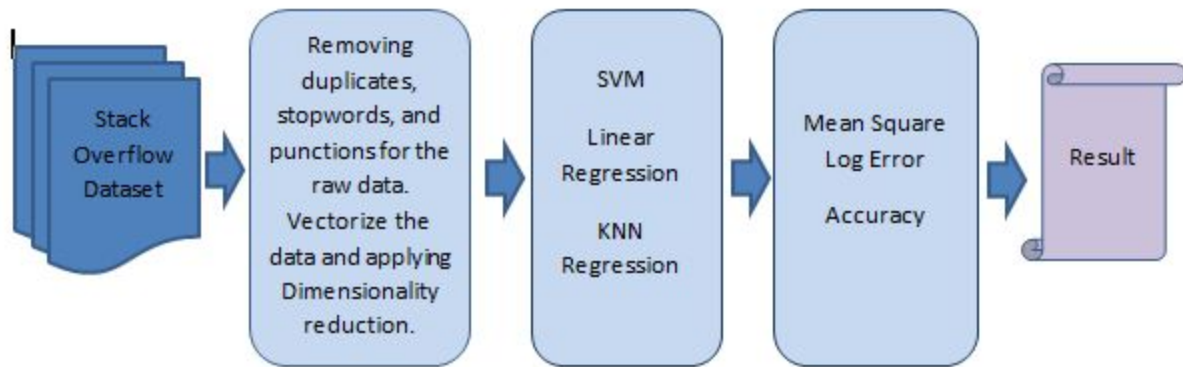 Stack
Overflow
Dataset
Removing
duplicates,
stopwords, and
punctions for the
raw data.
Vectorize the
data and applying
Dimensionality
reduction.
SVM
Linear
Regression
KNN
Regression
Mean Square
Log Error
Accuracy
Result